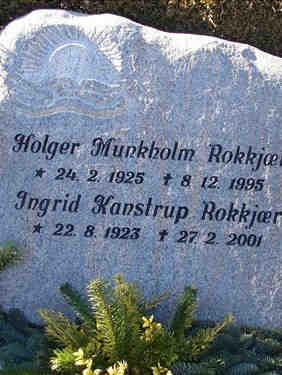 Holger Munkholm Rokkjær
* 24. 2. 1925 † 8. 12. 1995
Ingrid Kanstrup Rokkjær
* 22. 8. 1923 † 27. 2. 2001